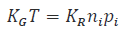 K_G T = K_R n_i p_i